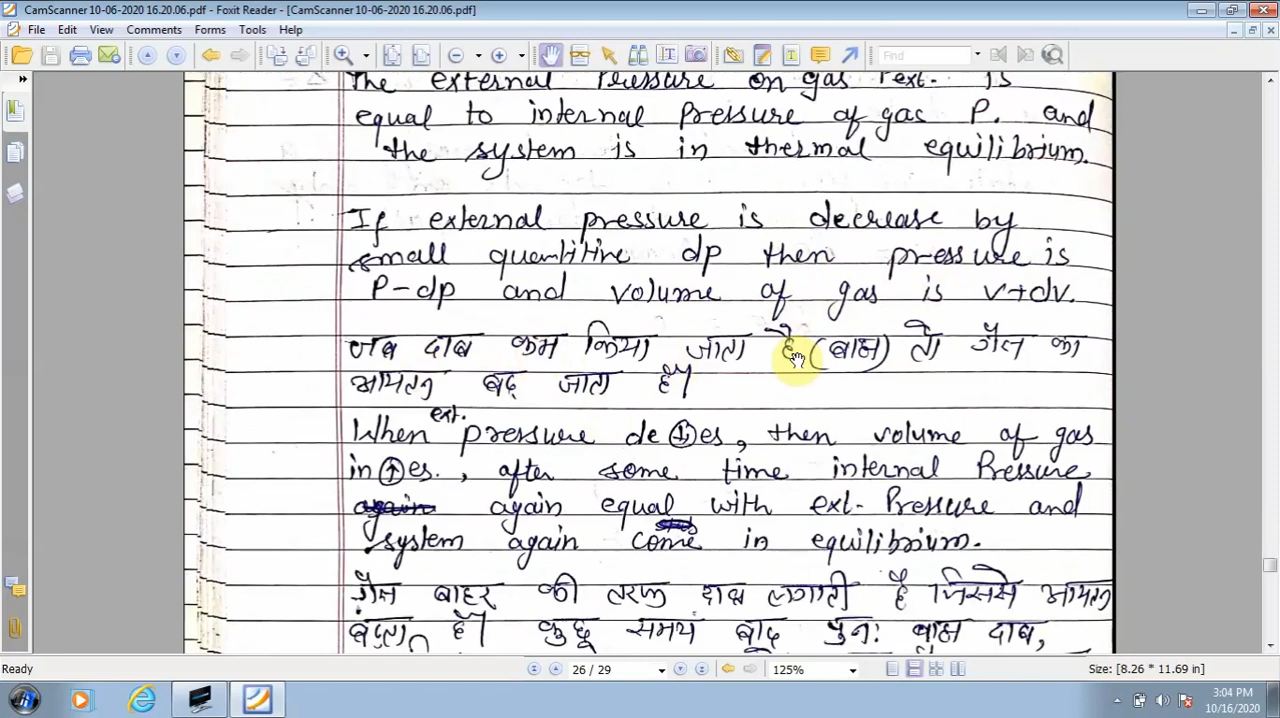 CamScanner 10-06-2020 16.20.06.pdf - Foxit Reader - [CamScanner 10-06-2020 16.20.06.pdf]
File Edit View Comments Forms Tools Help
Find
The external Pressure on gas Pext. is
equal to internal pressure of gas P. and
the system is in thermal equilibrium.
If external pressure is decrease by
small quantitive dp then pressure is
P-dp and volume of gas is v+dv.
जब दाब कम किया जाता है (बाह्म) तो गैस का
आयतन बढ़ जाता है।
When ext. pressure de↓es, then volume of gas
in↑es., after some time internal Pressure
again equal with ext- Pressure and
system again come in equilibrium.
गैस बाहर की तरफ दाब लगाती है जिससे आयतन
बढ़ता है। कुछ समय बाद पुनः बाह्म दाब,
Ready
26 / 29
125%
Size: [8.26 * 11.69 in]
3:04 PM
10/16/2020